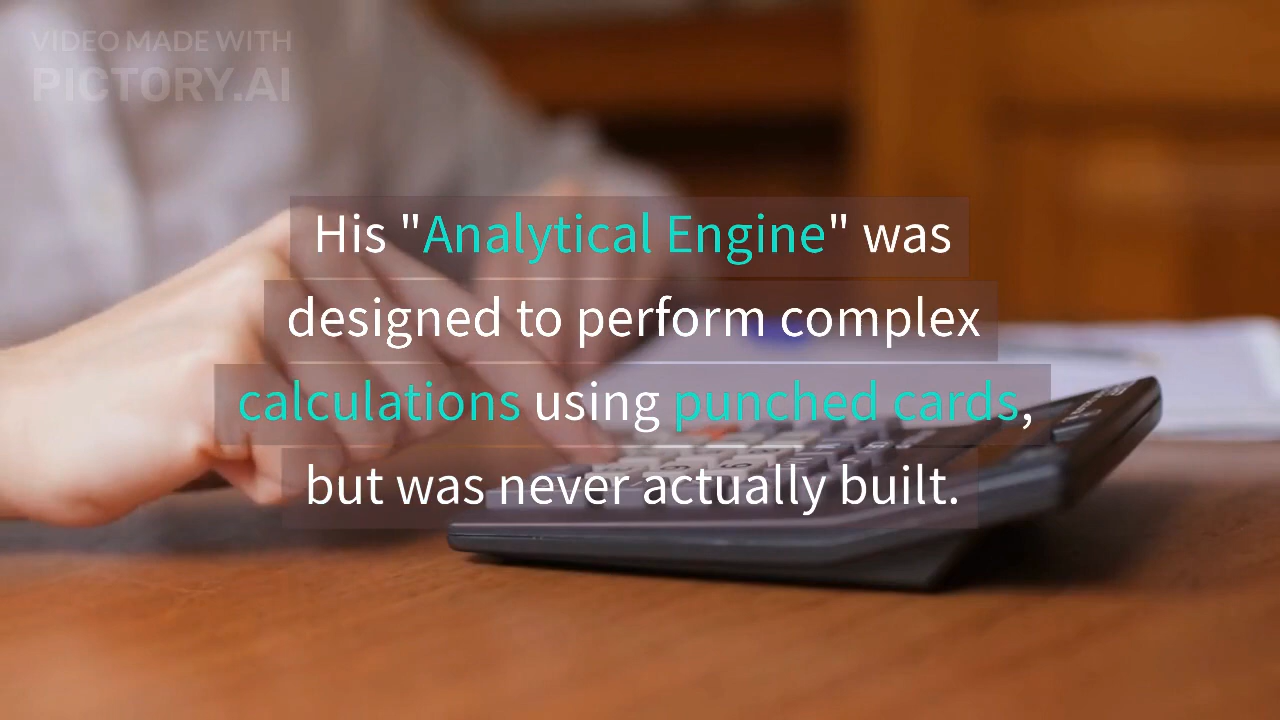 VIDEO MADE WITH
PICTORY.AI
His "Analytical Engine" was
designed to perform complex
calculations using punched cards,
but was never actually built.